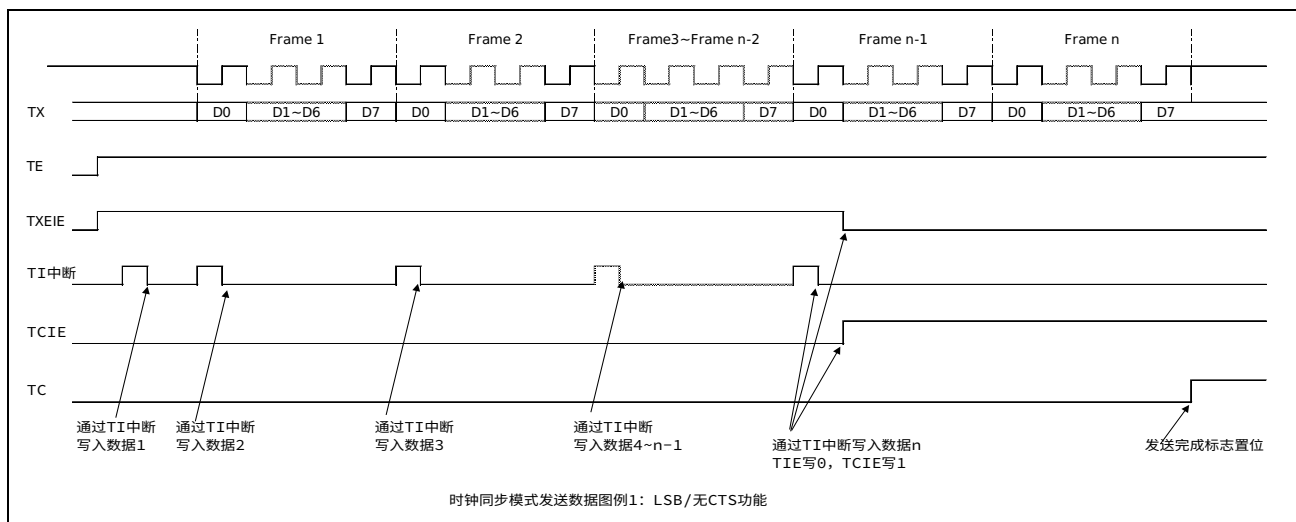 Frame 1 Frame 2 Frame3~Frame n-2 Frame n-1 Frame n
TX D0 D1~D6 D7 D0 D1~D6 D7 D0 D1~D6 D7 D0 D1~D6 D7 D0 D1~D6 D7
TE
TXEIE
TI中断
TCIE
TC
通过TI中断
写入数据1
通过TI中断
写入数据2
通过TI中断
写入数据3
通过TI中断
写入数据4~n-1
通过TI中断写入数据n
TIE写0，TCIE写1
发送完成标志置位
时钟同步模式发送数据图例1：LSB/无CTS功能